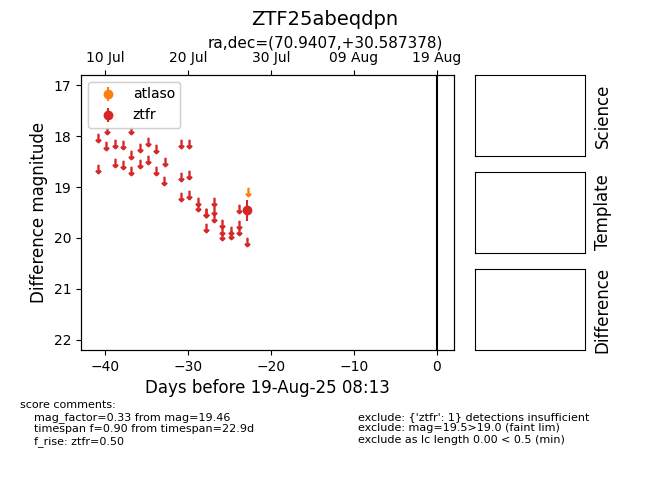 ZTF25abeqdpn
ra,dec=(70.9407,+30.587378)
10 Jul 20 Jul 30 Jul 09 Aug 19 Aug
atlaso
ztfr
17
18
19
20
21
22
Difference magnitude
−40 −30 −20 −10 0
Days before 19-Aug-25 08:13
Science
Template
Difference
score comments:
mag_factor=0.33 from mag=19.46
timespan f=0.90 from timespan=22.9d
f_rise: ztfr=0.50
exclude: {'ztfr': 1} detections insufficient
exclude: mag=19.5>19.0 (faint lim)
exclude as lc length 0.00 < 0.5 (min)